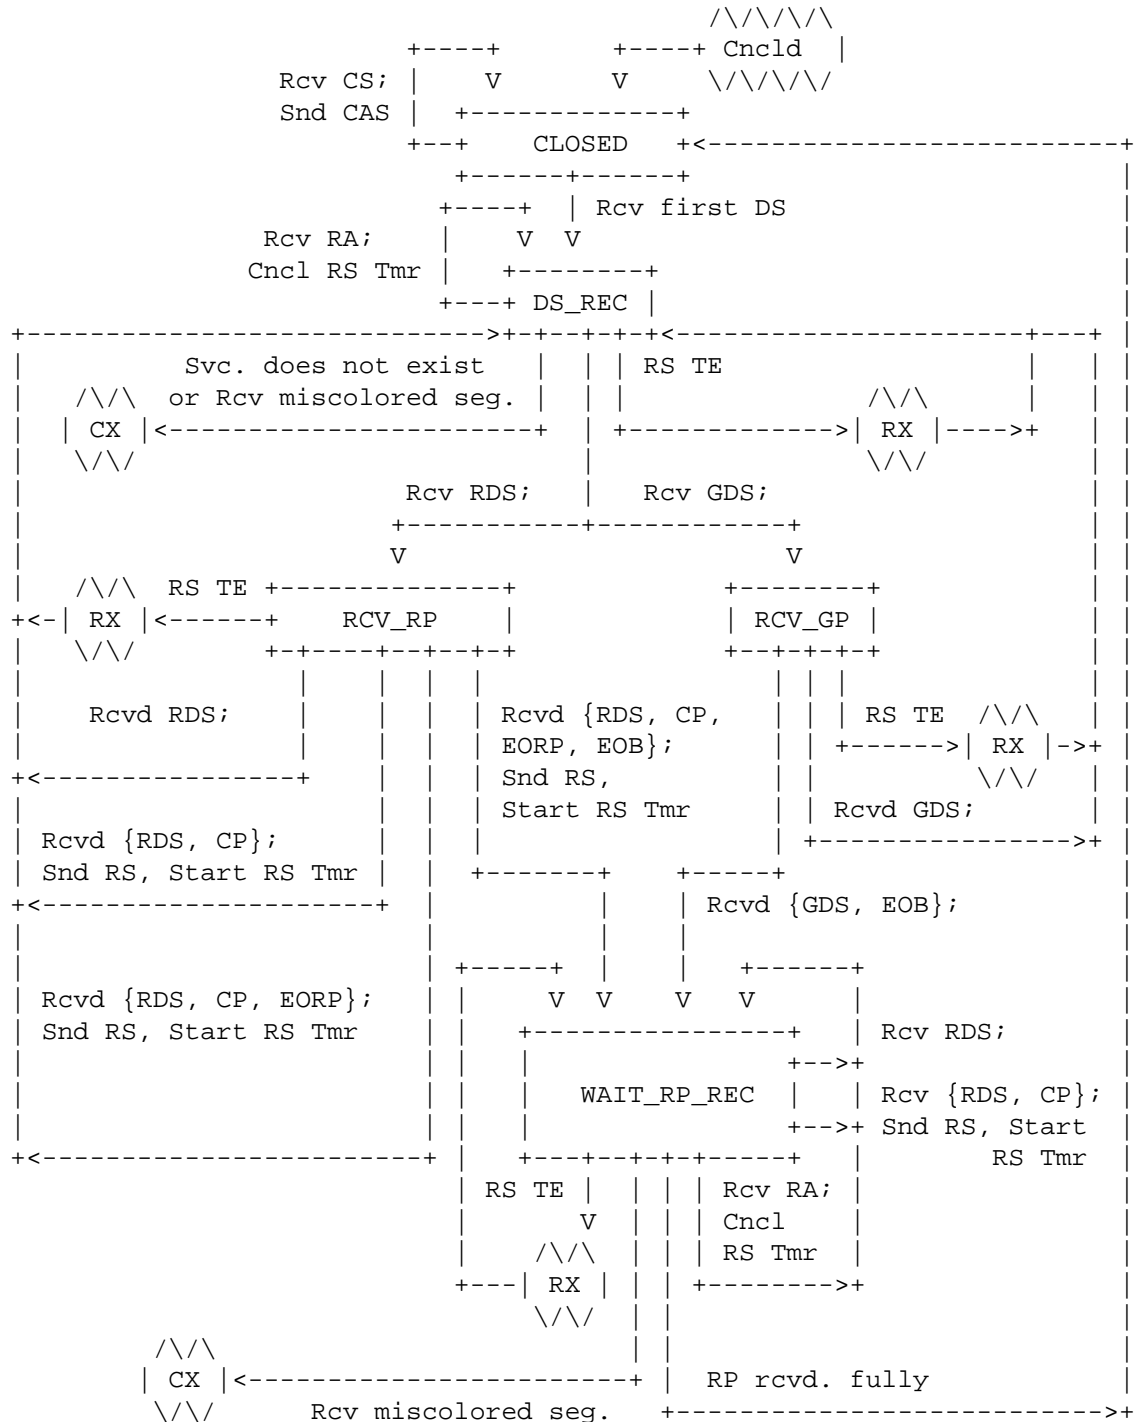 Cncld
Rcv CS;
Snd CAS
CLOSED
Rcv first DS
Rcv RA;
Cncl RS Tmr
DS_REC
Svc. does not exist RS TE
or Rcv miscolored seg.
CX RX
Rcv RDS; Rcv GDS;
RS TE
RX RCV_RP RCV_GP
Rcvd RDS; Rcvd {RDS, CP, RS TE
EORP, EOB}; RX
Snd RS,
Start RS Tmr Rcvd GDS;
Rcvd {RDS, CP};
Snd RS, Start RS Tmr
Rcvd {GDS, EOB};
Rcvd {RDS, CP, EORP};
Snd RS, Start RS Tmr Rcv RDS;
WAIT_RP_REC Rcv {RDS, CP};
Snd RS, Start
RS Tmr
RS TE Rcv RA;
Cncl
RS Tmr
RX
CX RP rcvd. fully
Rcv miscolored seg.